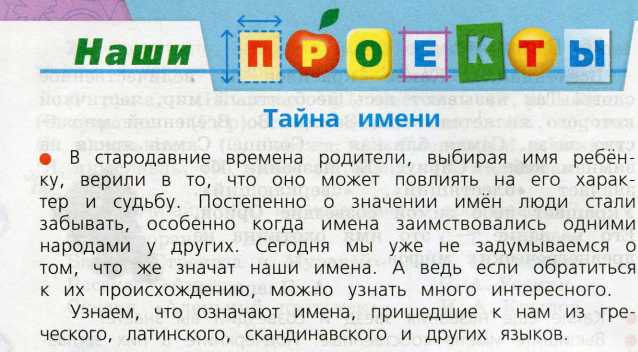 Наши ПРОЕКТЫ
Тайна имени
В стародавние времена родители, выбирая имя ребён-
ку, верили в то, что оно может повлиять на его харак-
тер и судьбу. Постепенно о значении имён люди стали
забывать, особенно когда имена заимствовались одними
народами у других. Сегодня мы уже не задумываемся о
том, что же значат наши имена. А ведь если обратиться
к их происхождению, можно узнать много интересного.
Узнаем, что означают имена, пришедшие к нам из гре-
ческого, латинского, скандинавского и других языков.